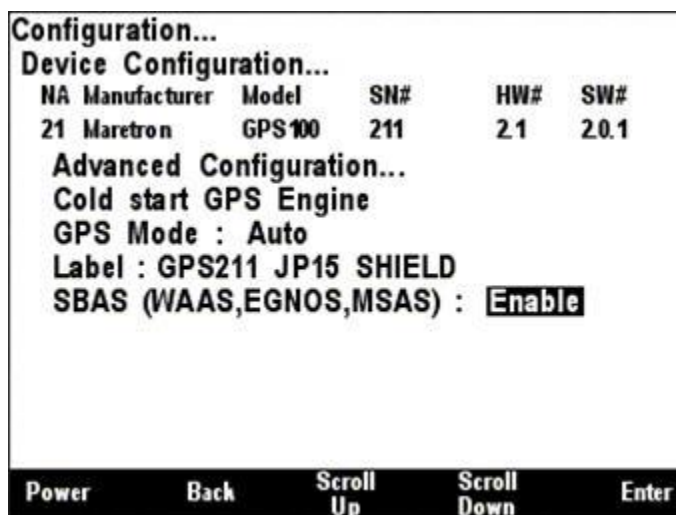 Configuration...
Device Configuration...
NA Manufacturer Model SN# HW# SW#
21 Maretron GPS100 211 2.1 2.0.1
Advanced Configuration...
Cold start GPS Engine
GPS Mode : Auto
Label : GPS211 JP15 SHIELD
SBAS (WAAS,EGNOS,MSAS) : Enable
Power Back Scroll Up Scroll Down Enter